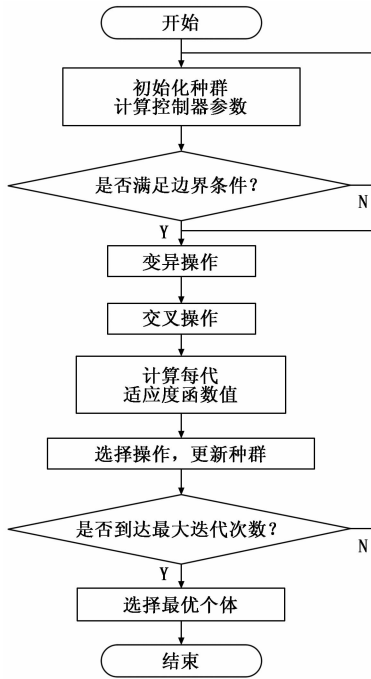 开始
初始化种群
计算控制器参数
是否满足边界条件?
N
Y
变异操作
交叉操作
计算每代
适应度函数值
选择操作，更新种群
是否到达最大迭代次数?
N
Y
选择最优个体
结束